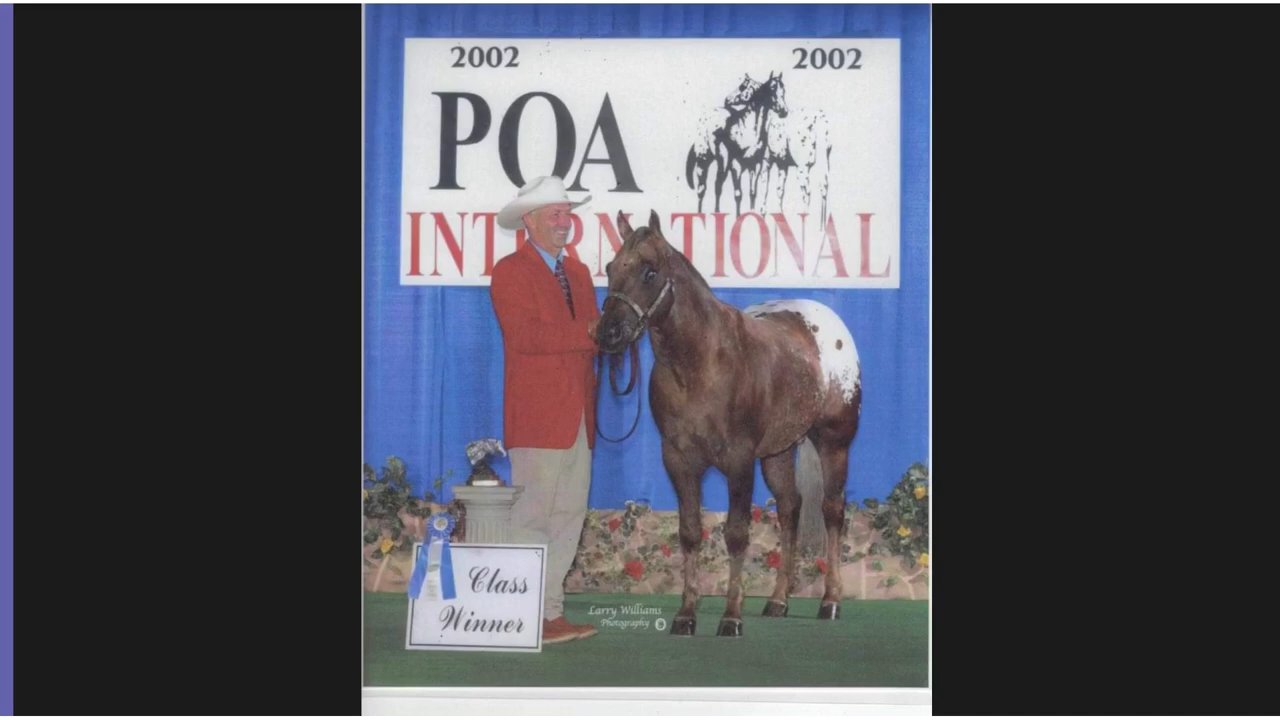 2002 2002
POA
INTERNATIONAL
Class
Winner
Larry Williams
Photography